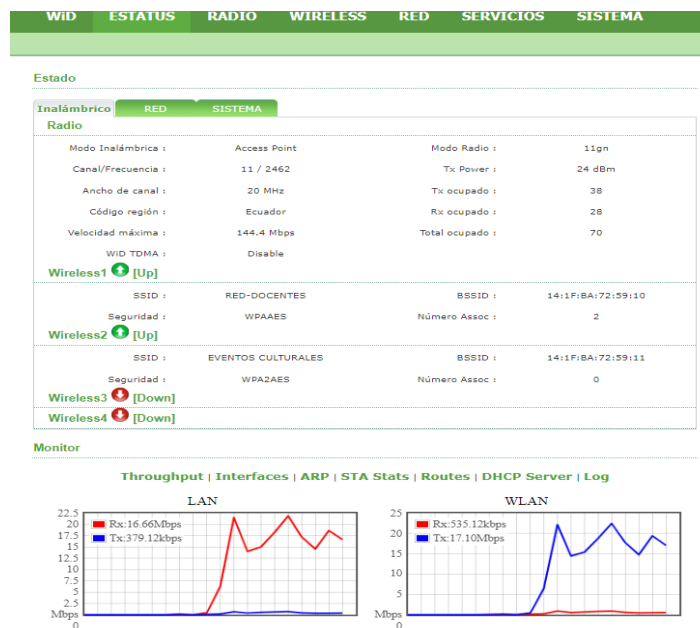 WiD ESTATUS RADIO WIRELESS RED SERVICIOS SISTEMA
Estado
Inalámbrico RED SISTEMA
Radio
Modo Inalámbrica : Access Point Modo Radio : 11gn
Canal/Frecuencia : 11 / 2462 Tx Power : 24 dBm
Ancho de canal : 20 MHz Tx ocupado : 38
Código región : Ecuador Rx ocupado : 28
Velocidad máxima : 144.4 Mbps Total ocupado : 70
WiD TDMA : Disable
Wireless1 [Up]
SSID : RED-DOCENTES BSSID : 14:1F:BA:72:59:10
Seguridad : WPAAES Número Assoc : 2
Wireless2 [Up]
SSID : EVENTOS CULTURALES BSSID : 14:1F:BA:72:59:11
Seguridad : WPA2AES Número Assoc : 0
Wireless3 [Down]
Wireless4 [Down]
Monitor
Throughput | Interfaces | ARP | STA Stats | Routes | DHCP Server | Log
LAN
22.5
20
17.5
15
12.5
10
7.5
5
2.5
Mbps
0
Rx:16.66Mbps
Tx:379.12kbps
WLAN
25
20
15
10
5
Mbps
0
Rx:535.12kbps
Tx:17.10Mbps